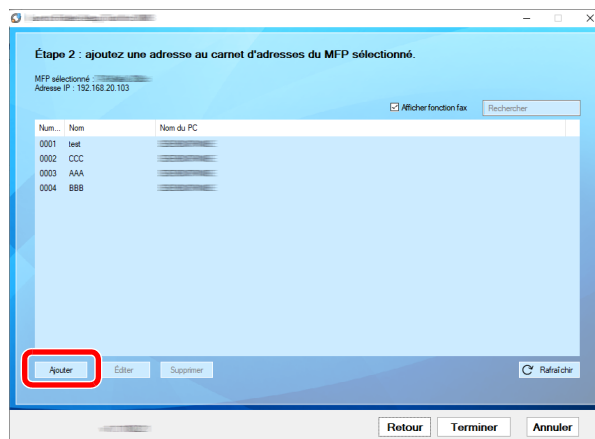 Étape 2 : ajoutez une adresse au carnet d'adresses du MFP sélectionné.
MFP sélectionné :
Adresse IP : 192.168.20.103
Afficher fonction fax
Rechercher
Num... Nom Nom du PC
0001 test
0002 CCC
0003 AAA
0004 BBB
Ajouter Éditer Supprimer Rafraîchir
Retour Terminer Annuler